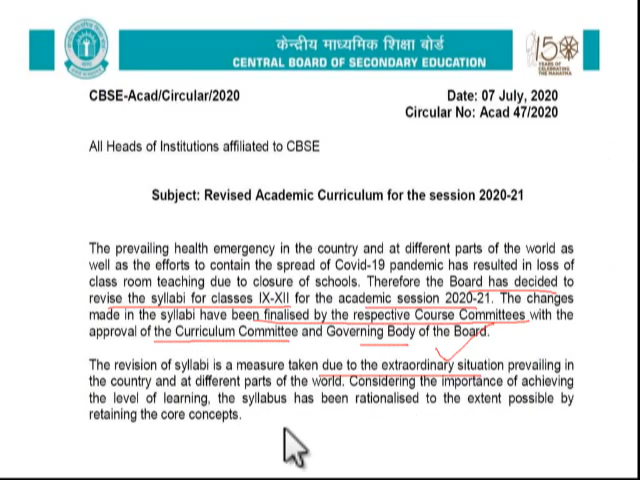 केन्द्रीय माध्यमिक शिक्षा बोर्ड
CENTRAL BOARD OF SECONDARY EDUCATION
150
YEARS OF
CELEBRATING
THE MAHATMA
CBSE-Acad/Circular/2020
Date: 07 July, 2020
Circular No: Acad 47/2020
All Heads of Institutions affiliated to CBSE
Subject: Revised Academic Curriculum for the session 2020-21
The prevailing health emergency in the country and at different parts of the world as
well as the efforts to contain the spread of Covid-19 pandemic has resulted in loss of
class room teaching due to closure of schools. Therefore the Board has decided to
revise the syllabi for classes IX-XII for the academic session 2020-21. The changes
made in the syllabi have been finalised by the respective Course Committees with the
approval of the Curriculum Committee and Governing Body of the Board.
The revision of syllabi is a measure taken due to the extraordinary situation prevailing in
the country and at different parts of the world. Considering the importance of achieving
the level of learning, the syllabus has been rationalised to the extent possible by
retaining the core concepts.